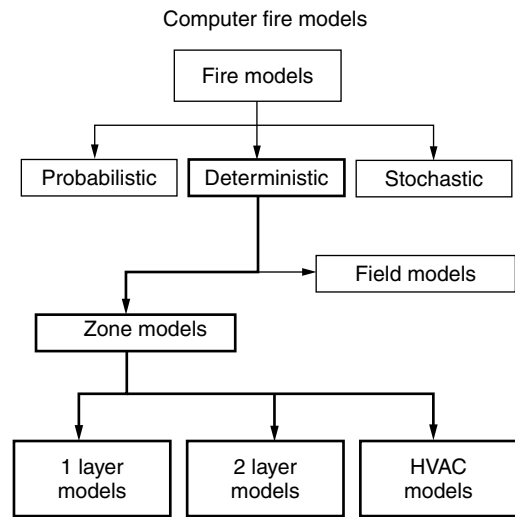 Computer fire models
Fire models
Probabilistic
Deterministic
Stochastic
Field models
Zone models
1 layer
models
2 layer
models
HVAC
models